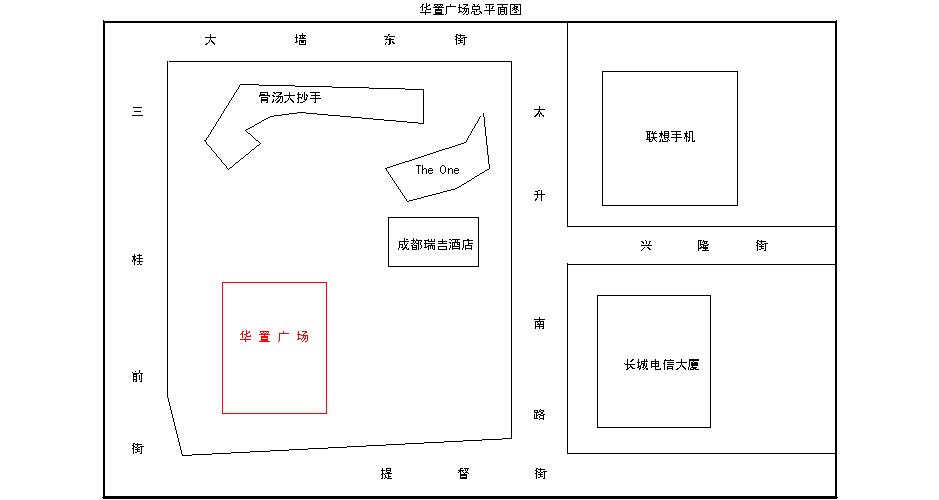 华置广场总平面图
大墙东街
三桂前街
骨汤大抄手
The One
成都瑞吉酒店
华置广场
太升南路
联想手机
兴隆街
长城电信大厦
提督街